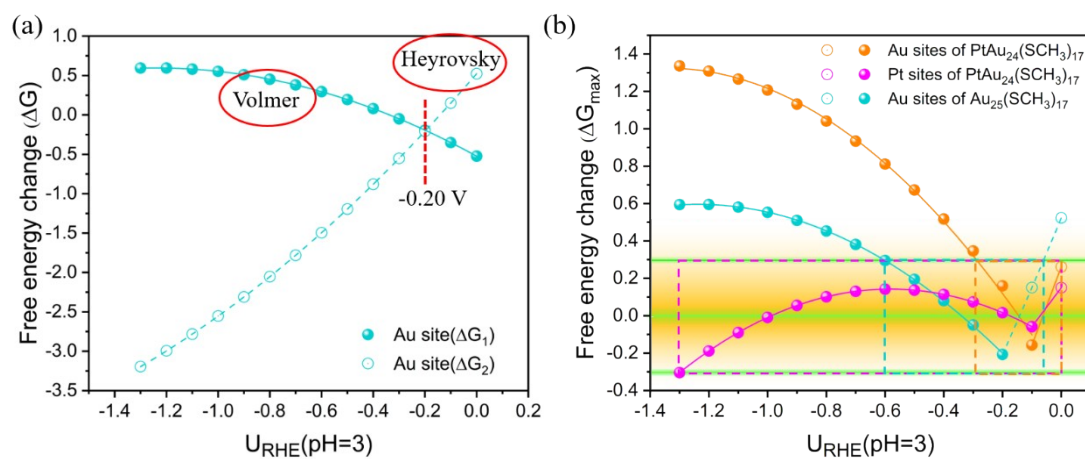 (a)
Free energy change (ΔG)
1.0
0.5
0.0
-0.5
-1.0
-1.5
-2.0
-2.5
-3.0
-3.5
Heyrovsky
Volmer
-0.20 V
Au site(ΔG₁)
Au site(ΔG₂)
-1.4 -1.2 -1.0 -0.8 -0.6 -0.4 -0.2 0.0 0.2
U_RHE(pH=3)
(b)
Free energy change (ΔG_max)
1.4
1.2
1.0
0.8
0.6
0.4
0.2
0.0
-0.2
-0.4
Au sites of PtAu₂₄(SCH₃)₁₇
Pt sites of PtAu₂₄(SCH₃)₁₇
Au sites of Au₂₅(SCH₃)₁₇
-1.4 -1.2 -1.0 -0.8 -0.6 -0.4 -0.2 0.0
U_RHE(pH=3)